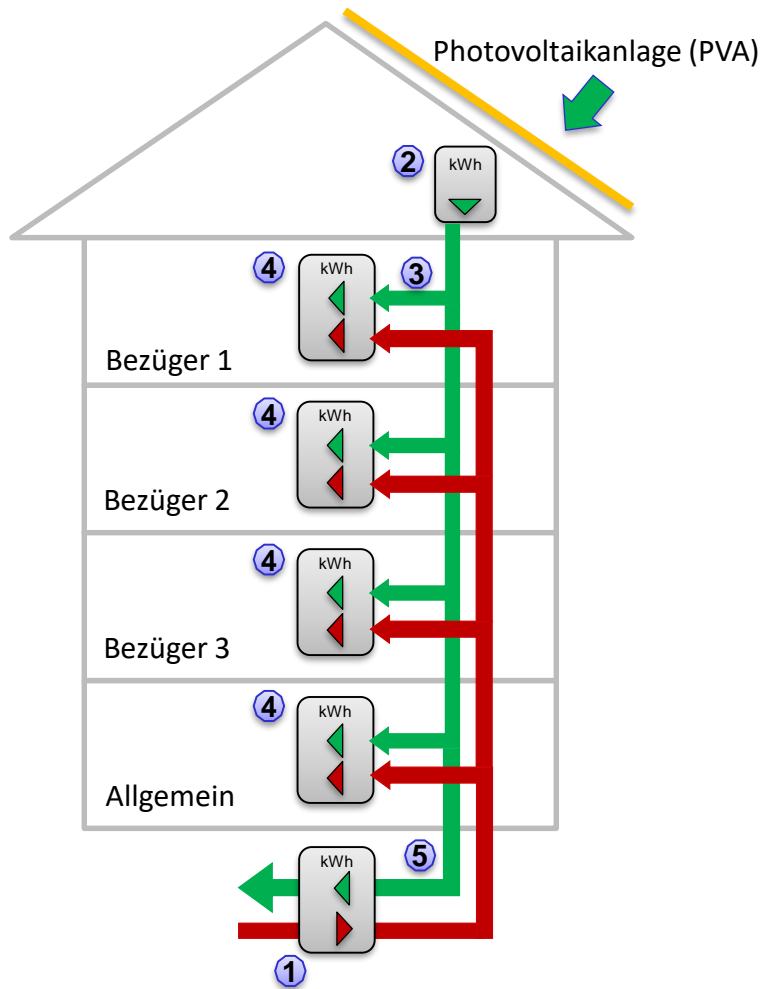 Photovoltaikanlage (PVA)
2
kWh
4
kWh
3
Bezüger 1
4
kWh
Bezüger 2
4
kWh
Bezüger 3
4
kWh
Allgemein
kWh
5
1